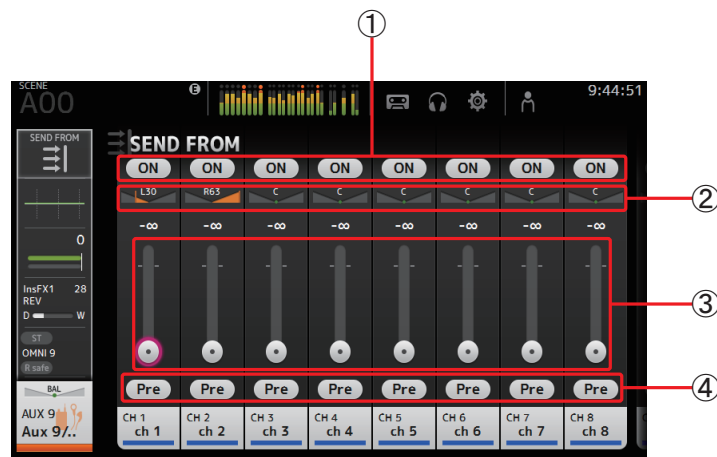 ①
SCENE
A00
E
9:44:51
SEND FROM
SEND FROM
ON ON ON ON ON ON ON ON
L30 R63 C C C C C C
②
-∞ -∞ -∞ -∞ -∞ -∞ -∞ -∞
0
③
InsFX1 28
REV
D W
ST
OMNI 9
R safe
Pre Pre Pre Pre Pre Pre Pre Pre
④
BAL
AUX 9
Aux 9/..
CH 1 CH 2 CH 3 CH 4 CH 5 CH 6 CH 7 CH 8
ch 1 ch 2 ch 3 ch 4 ch 5 ch 6 ch 7 ch 8